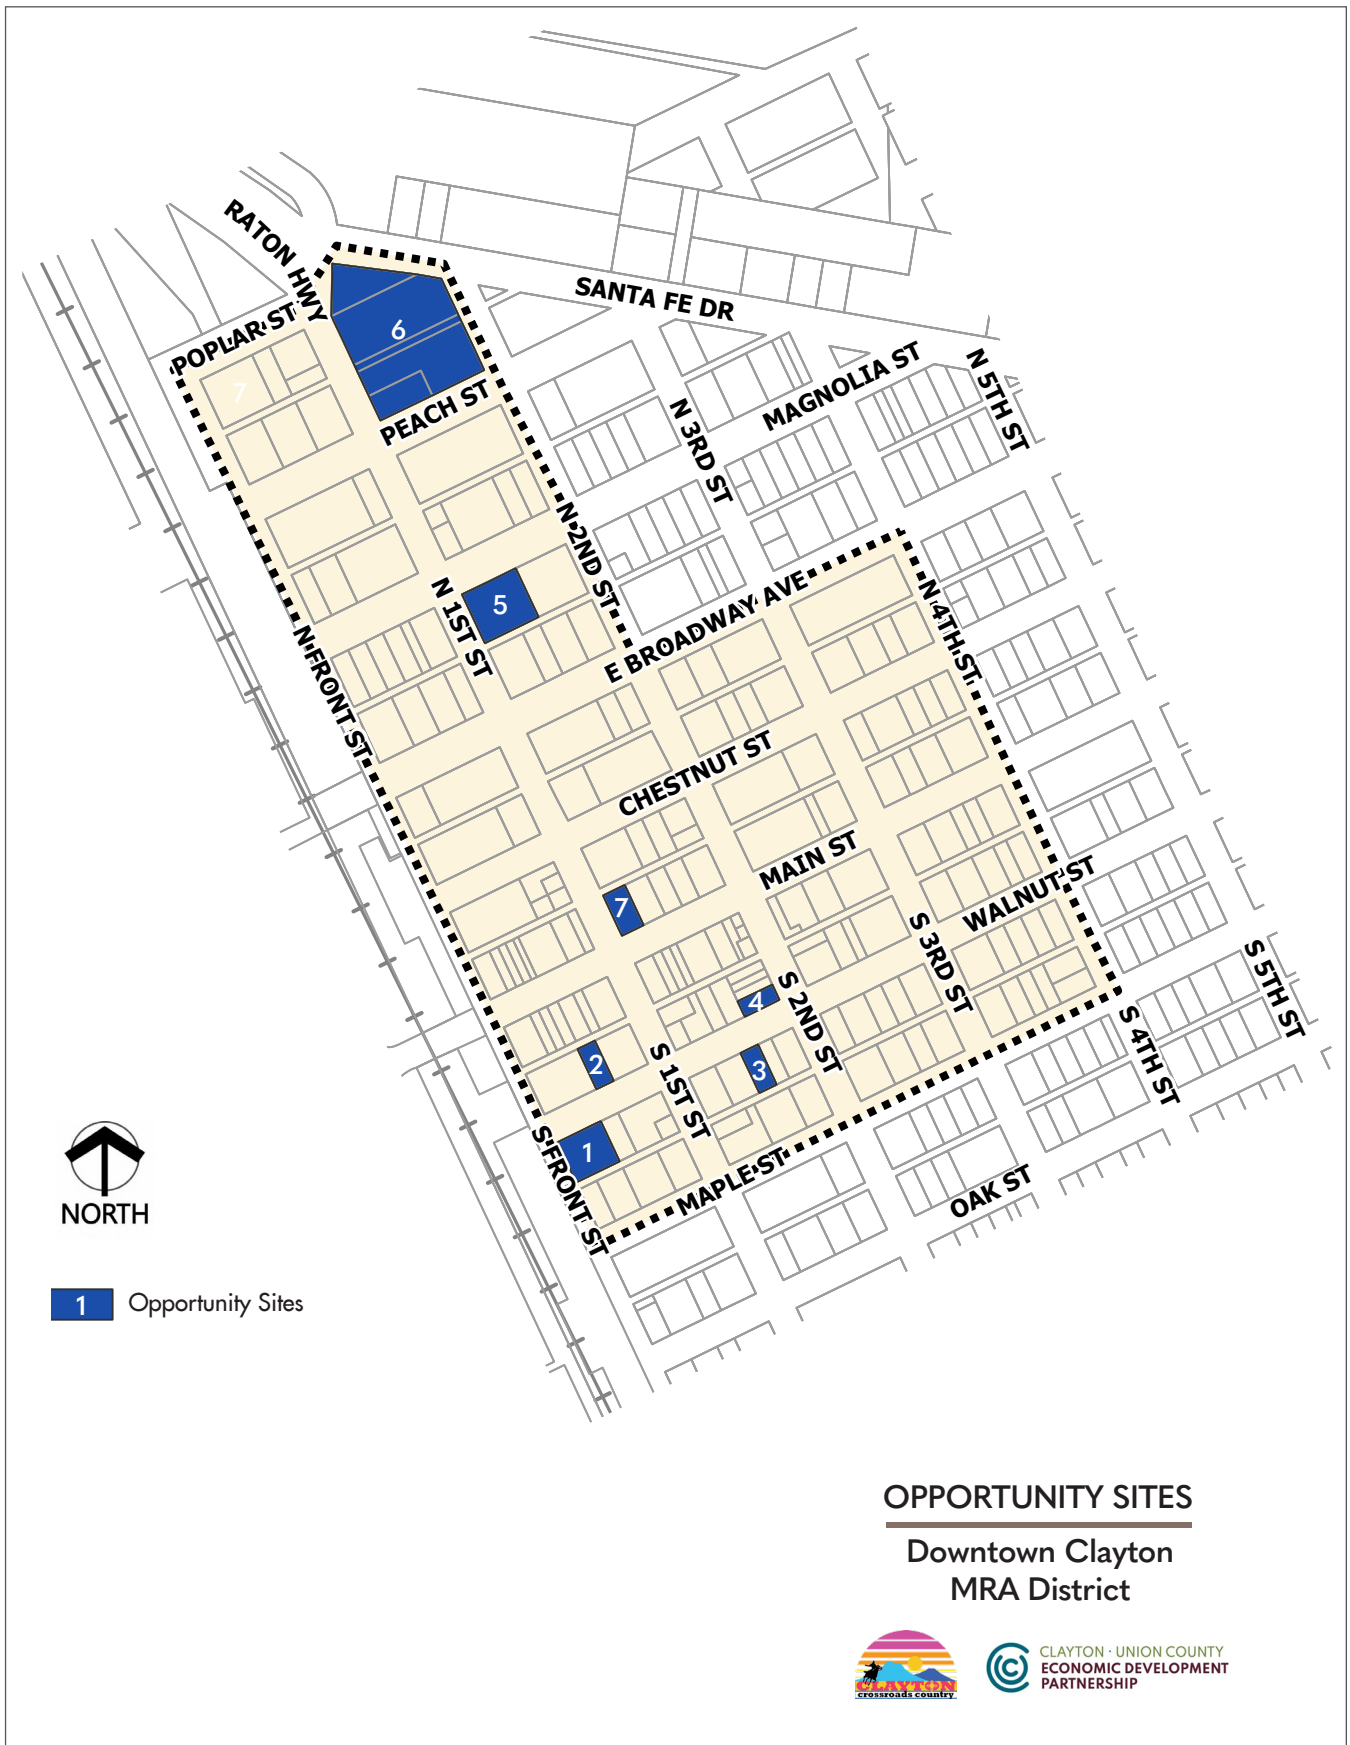 RATON HWY
SANTA FE DR
POPLAR ST
6
7
PEACH ST
MAGNOLIA ST
N 5TH ST
N 3RD ST
N 2ND ST
5
N 1ST ST
E BROADWAY AVE
N 4TH ST
N FRONT ST
CHESTNUT ST
MAIN ST
WALNUT ST
7
S 3RD ST
S 5TH ST
4
S 2ND ST
S 4TH ST
2
3
S 1ST ST
1
S FRONT ST
MAPLE ST
OAK ST
NORTH
1 Opportunity Sites
OPPORTUNITY SITES
Downtown Clayton
MRA District
CLAYTON
crossroads country
CLAYTON · UNION COUNTY
ECONOMIC DEVELOPMENT
PARTNERSHIP